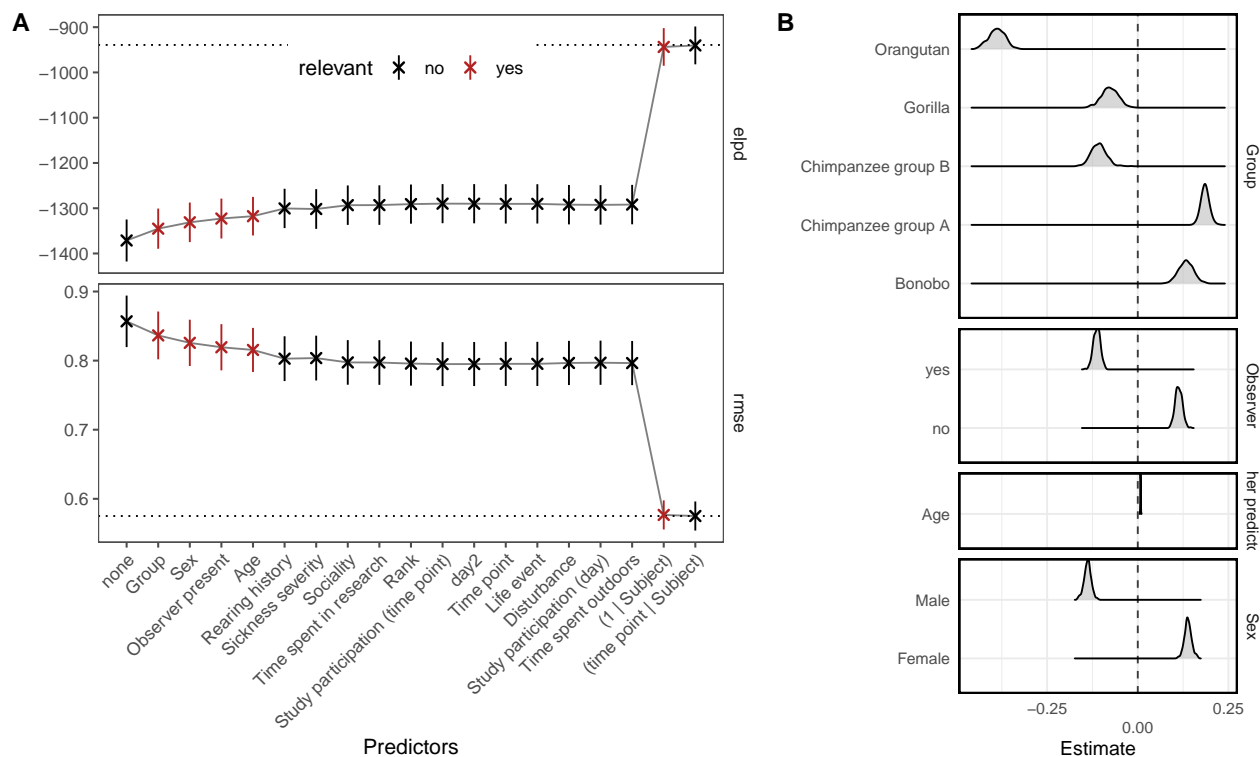 A
−900
−1000
−1100
−1200
−1300
−1400
relevant no yes
elpd
0.9
0.8
0.7
0.6
rmse
none
Group
Sex
Observer present
Age
Rearing history
Sickness severity
Sociality
Time spent in research
Rank
Study participation (time point)
day2
Time point
Life event
Disturbance
Study participation (day)
Time spent outdoors
(1 | Subject)
(time point | Subject)
Predictors
B
Orangutan
Gorilla
Chimpanzee group B
Chimpanzee group A
Bonobo
Group
yes
no
Observer
Age
her predict
Male
Female
Sex
−0.25
0.00
0.25
Estimate